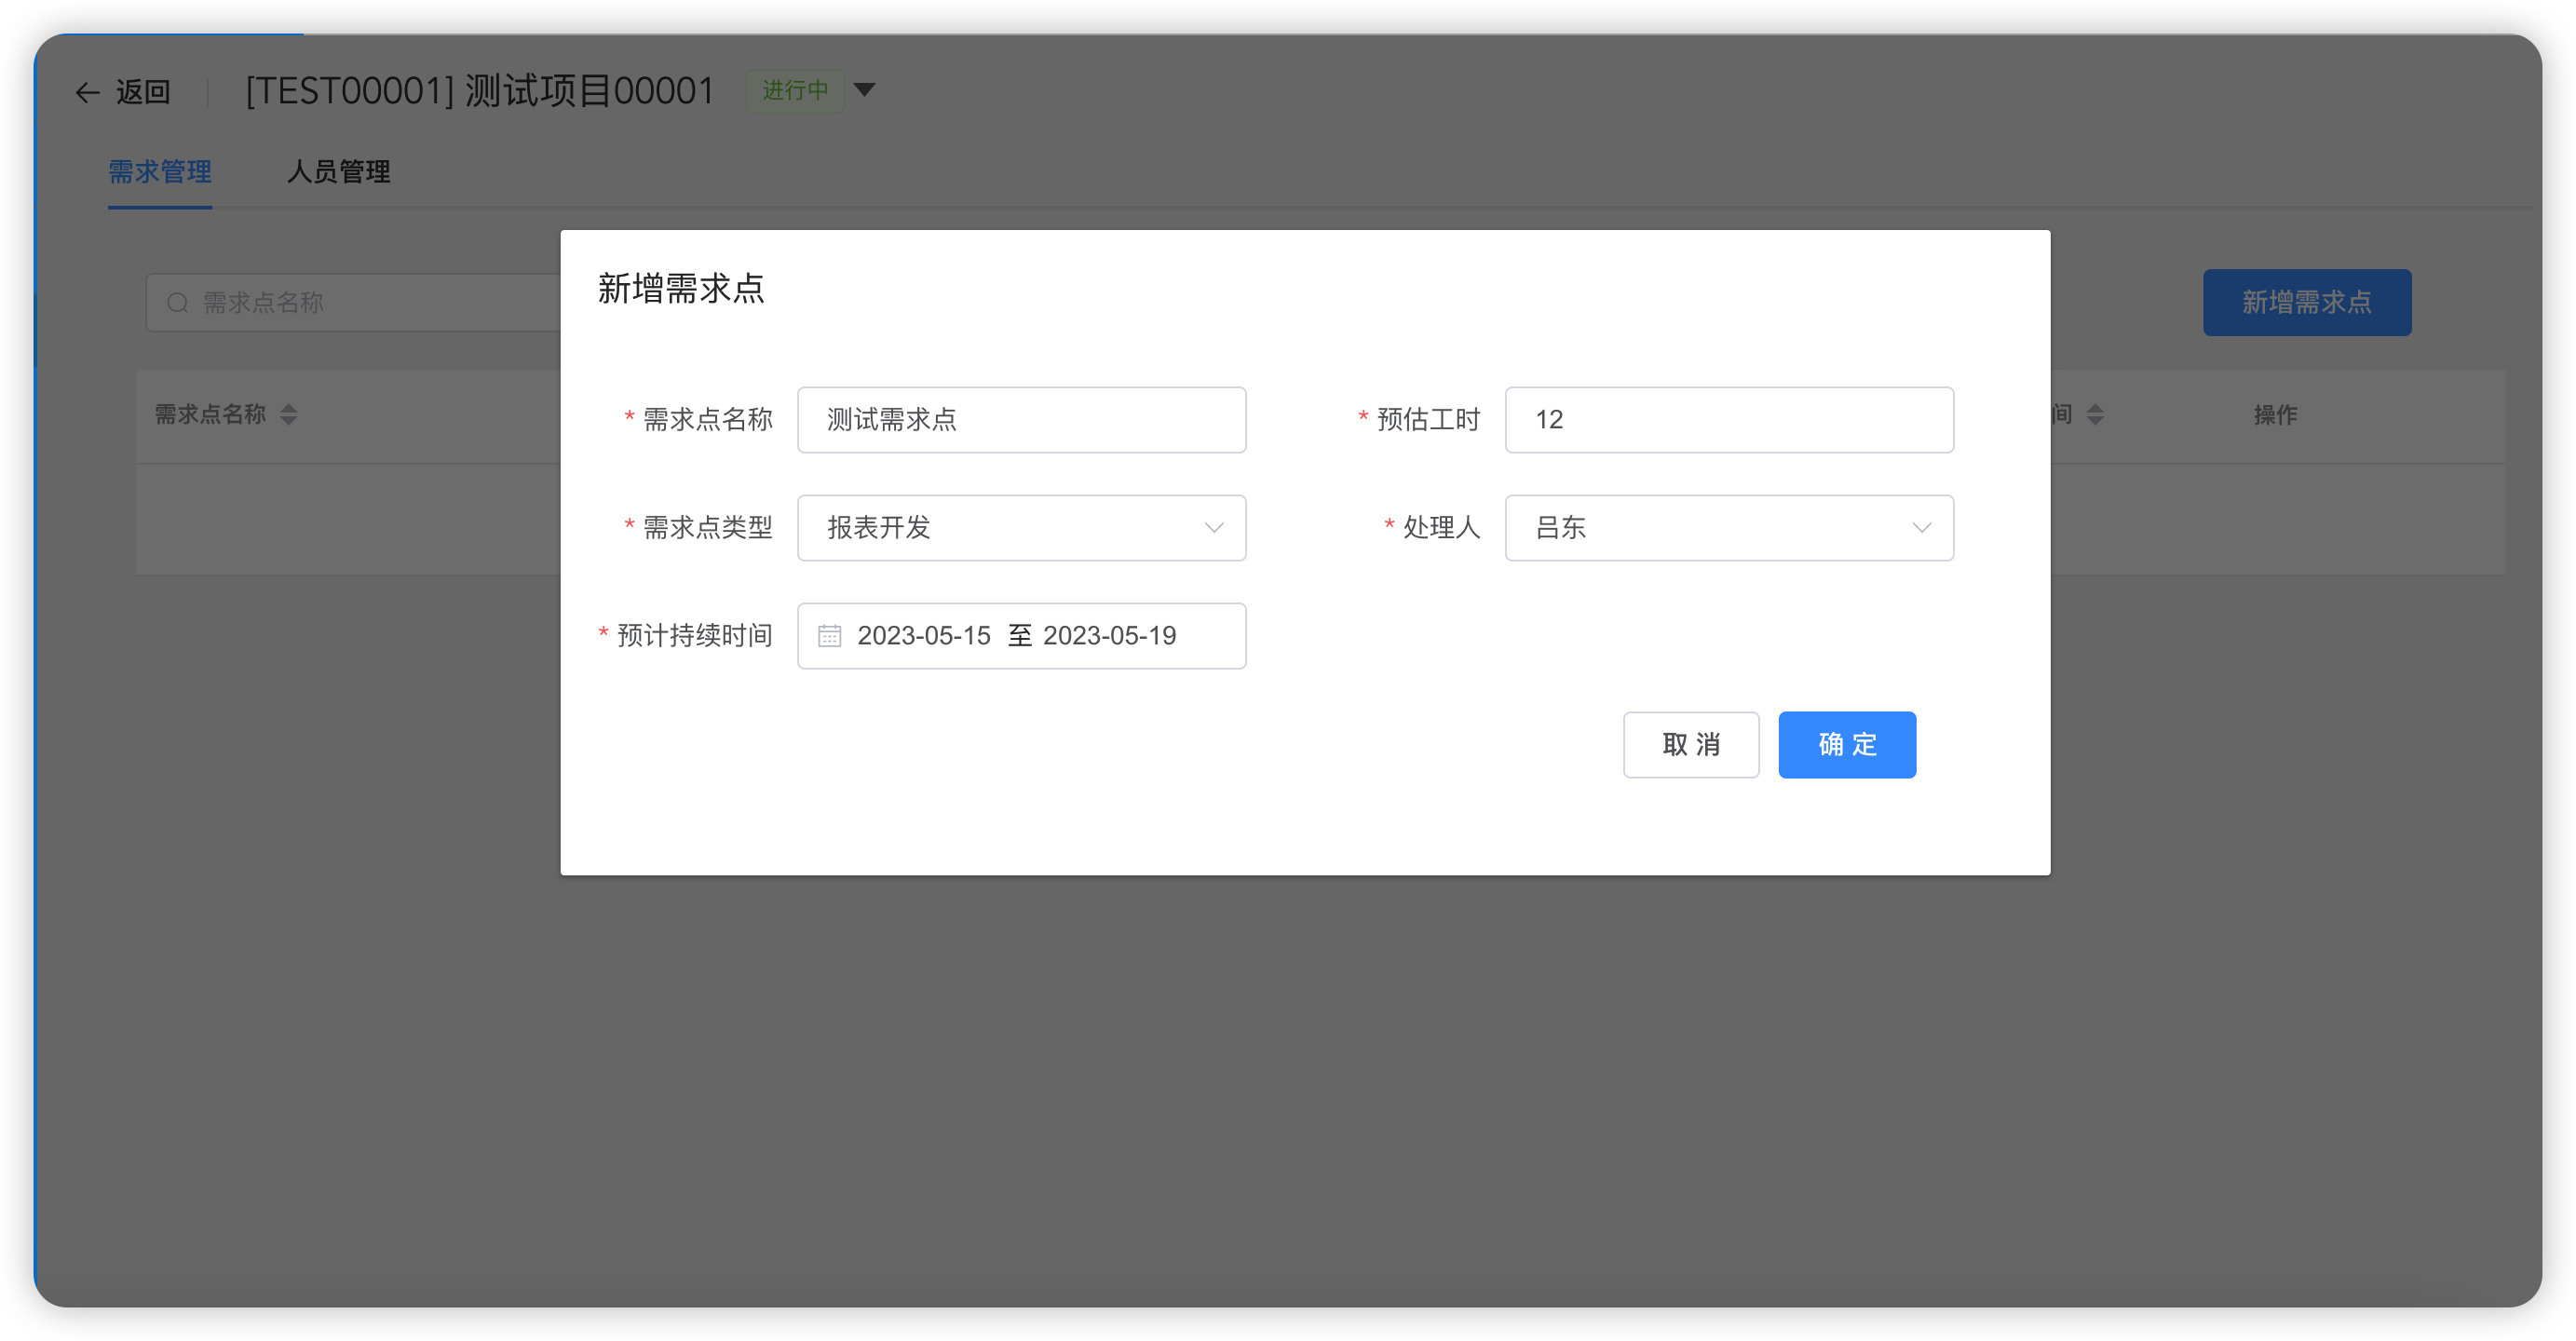 返回 [TEST00001] 测试项目00001 进行中
需求管理 人员管理
新增需求点
需求点名称 新增需求点
* 需求点名称 测试需求点 * 预估工时 12
需求点名称 间 操作
* 需求点类型 报表开发 * 处理人 吕东
* 预计持续时间 2023-05-15 至 2023-05-19
取 消 确 定